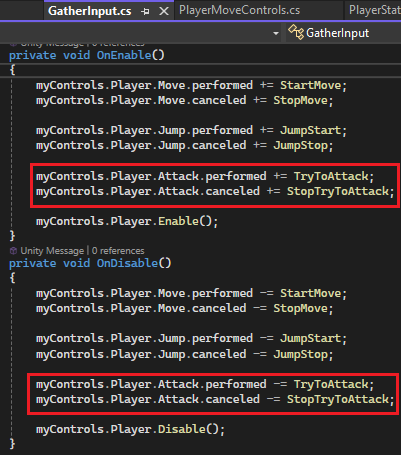 GatherInput.cs
PlayerMoveControls.cs
PlayerStat
GatherInput
Unity Message | 0 references
private void OnEnable()
{
myControls.Player.Move.performed += StartMove;
myControls.Player.Move.canceled += StopMove;
myControls.Player.Jump.performed += JumpStart;
myControls.Player.Jump.canceled += JumpStop;
myControls.Player.Attack.performed += TryToAttack;
myControls.Player.Attack.canceled += StopTryToAttack;
myControls.Player.Enable();
}
Unity Message | 0 references
private void OnDisable()
{
myControls.Player.Move.performed -= StartMove;
myControls.Player.Move.canceled -= StopMove;
myControls.Player.Jump.performed -= JumpStart;
myControls.Player.Jump.canceled -= JumpStop;
myControls.Player.Attack.performed -= TryToAttack;
myControls.Player.Attack.canceled -= StopTryToAttack;
myControls.Player.Disable();
}